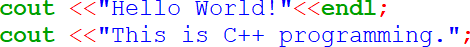 cout <<"Hello World!"<<endl;
cout <<"This is C++ programming.";